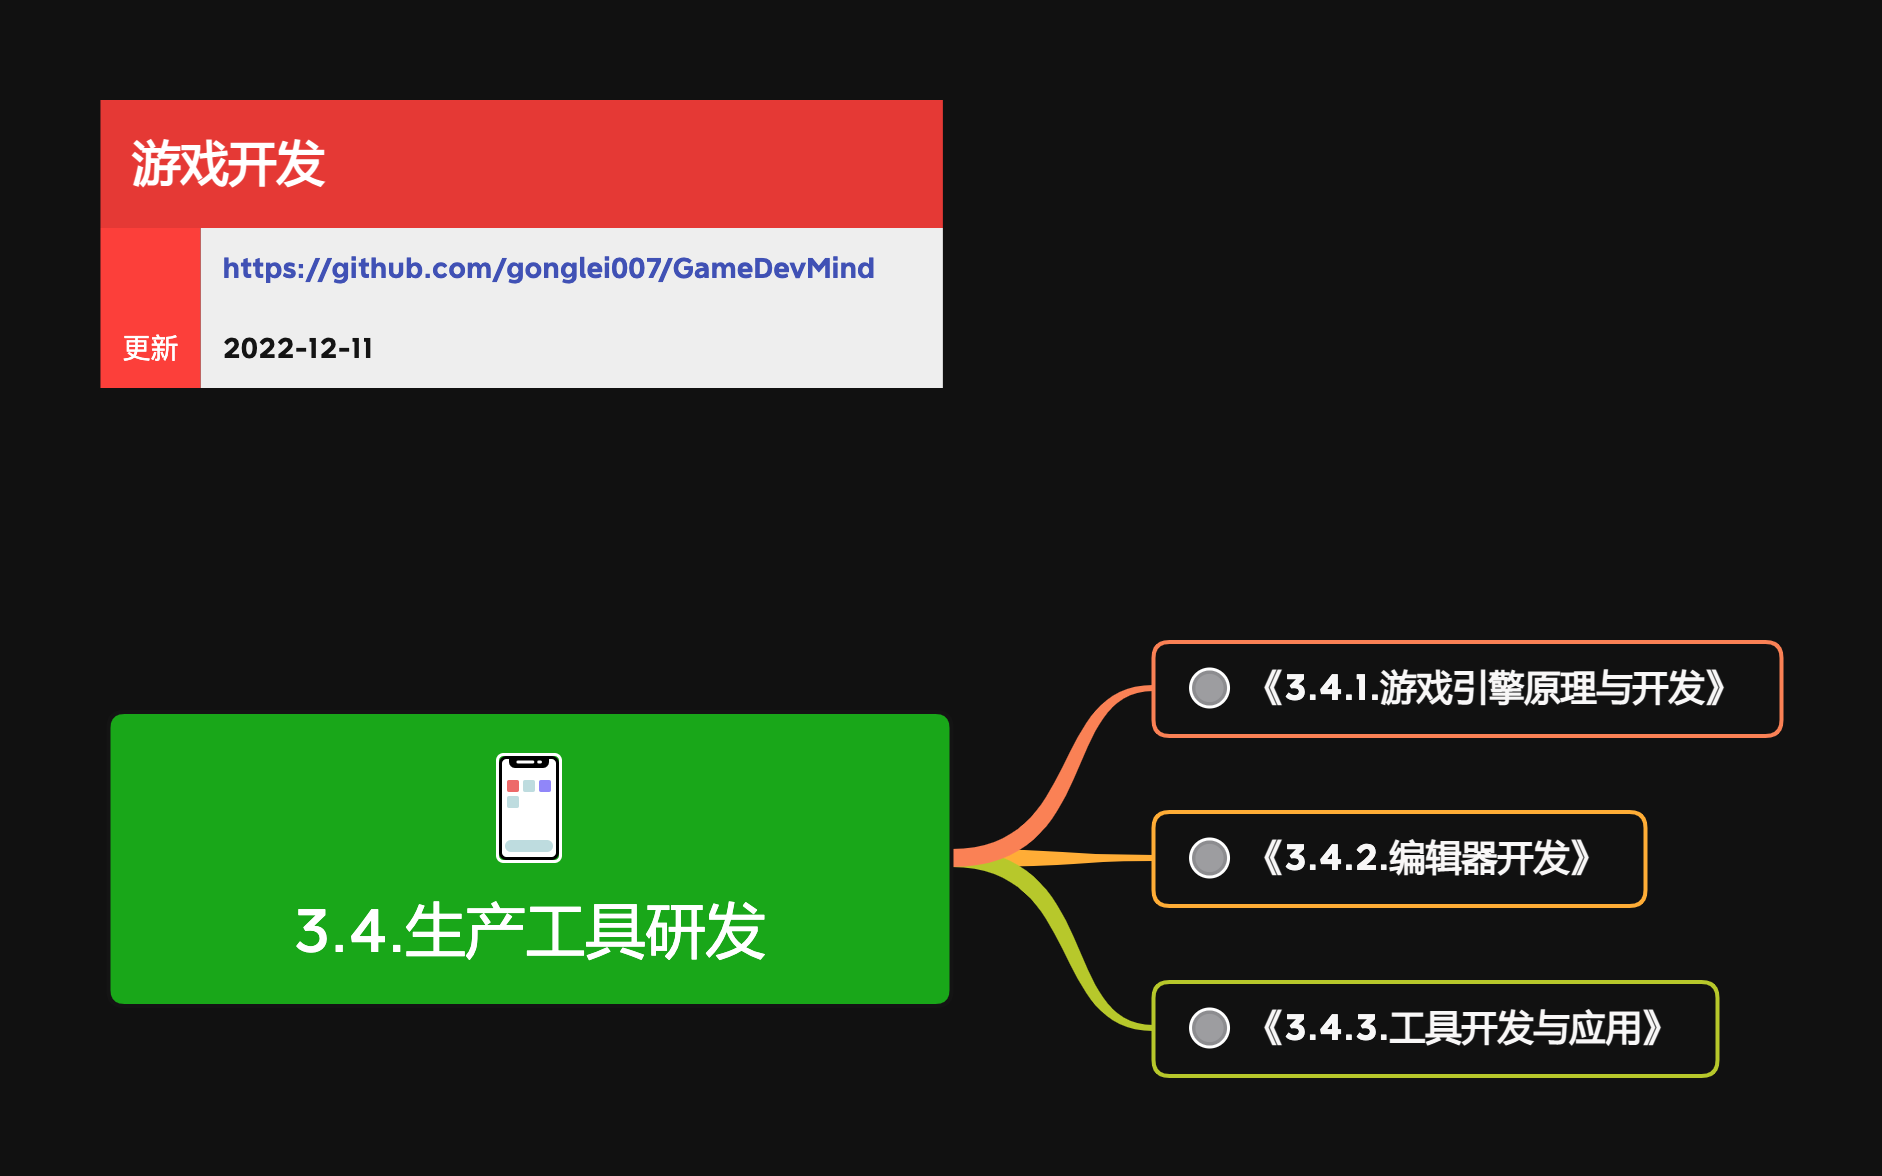 游戏开发
https://github.com/gonglei007/GameDevMind
更新 2022-12-11
3.4.生产工具研发
《3.4.1.游戏引擎原理与开发》
《3.4.2.编辑器开发》
《3.4.3.工具开发与应用》